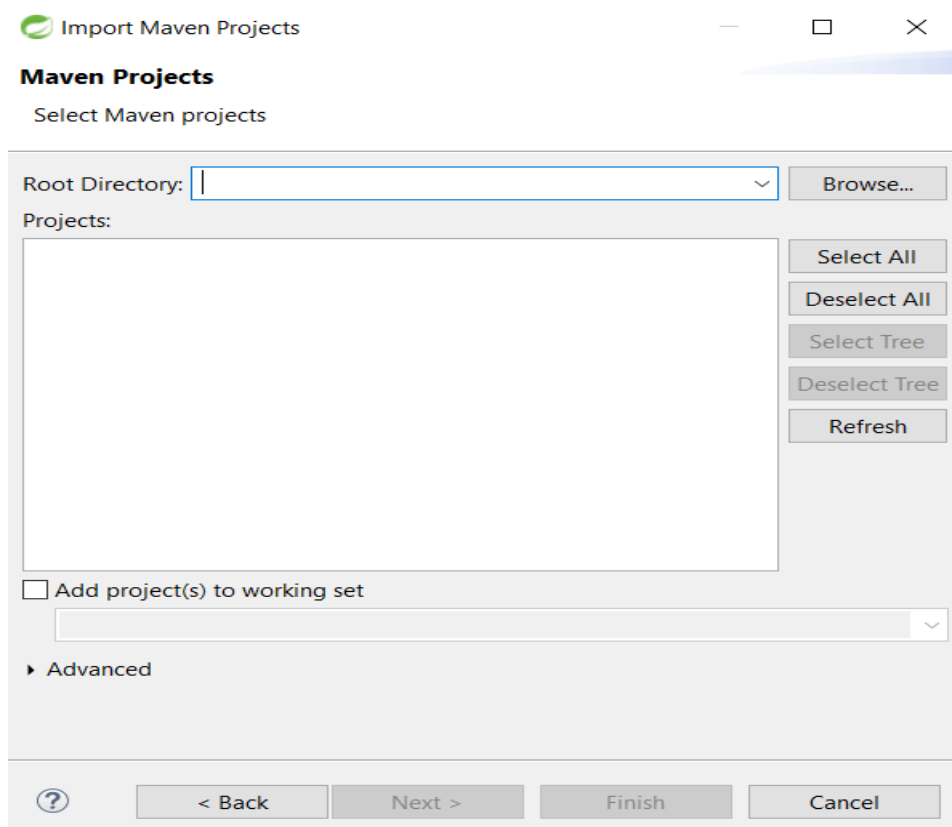 Import Maven Projects
Maven Projects
Select Maven projects
Root Directory:
Browse...
Projects:
Select All
Deselect All
Select Tree
Deselect Tree
Refresh
Add project(s) to working set
Advanced
?
< Back
Next >
Finish
Cancel